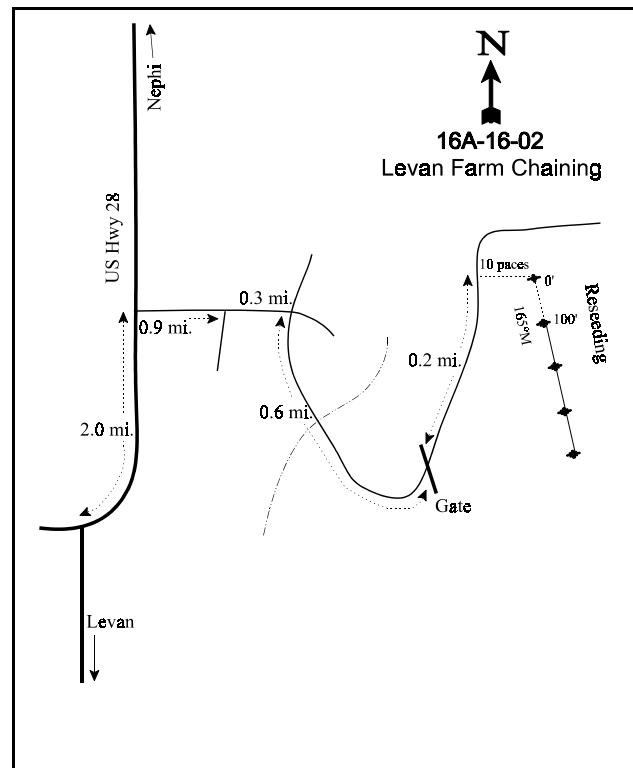 N
Nephi
16A-16-02
Levan Farm Chaining
US Hwy 28
10 paces
0'
Reseeding
0.3 mi.
0.9 mi.
100'
165°M
0.2 mi.
0.6 mi.
2.0 mi.
Gate
Levan